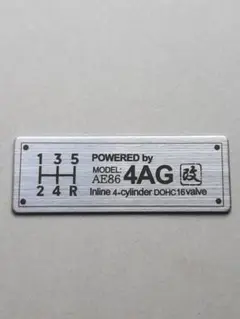 1 3 5
2 4 R
POWERED by
MODEL:
AE86
4AG
改
Inline 4-cylinder DOHC16valve